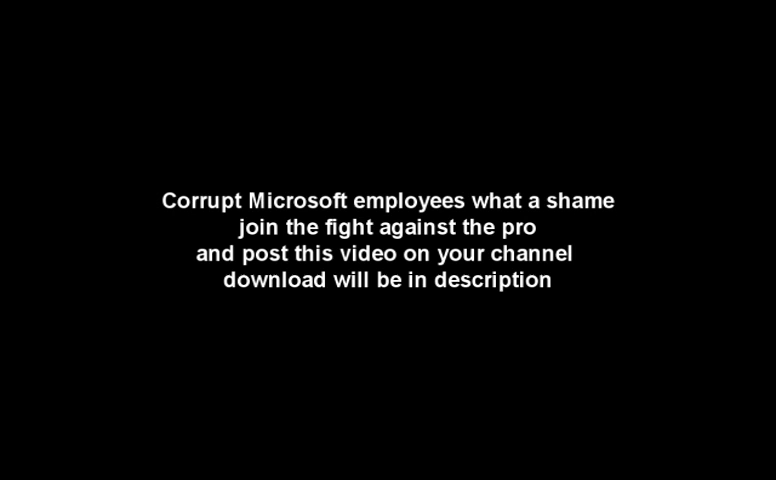 Corrupt Microsoft employees what a shame
join the fight against the pro
and post this video on your channel
download will be in description